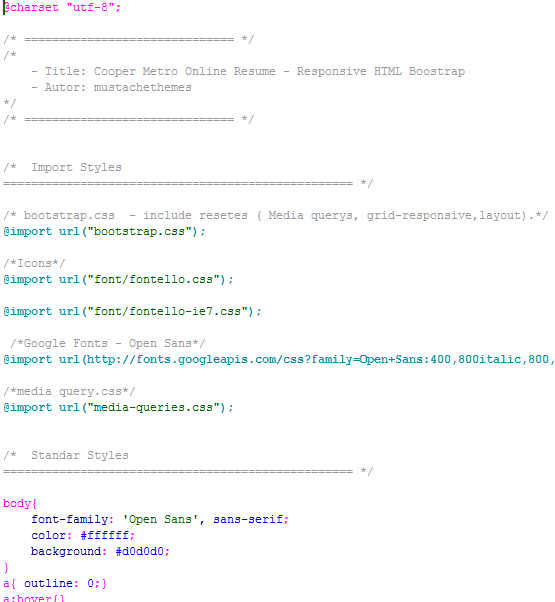 @charset "utf-8";
/* ============================== */
/*
- Title: Cooper Metro Online Resume - Responsive HTML Boostrap
- Autor: mustachethemes
*/
/* ============================== */
/*  Import Styles
================================================== */
/* bootstrap.css  - include resetes ( Media querys, grid-responsive,layout).*/
@import url("bootstrap.css");
/*Icons*/
@import url("font/fontello.css");
@import url("font/fontello-ie7.css");
/*Google Fonts - Open Sans*/
@import url(http://fonts.googleapis.com/css?family=Open+Sans:400,800italic,800,
/*media query.css*/
@import url("media-queries.css");
/*  Standar Styles
================================================== */
body{
font-family: 'Open Sans', sans-serif;
color: #ffffff;
background: #d0d0d0;
}
a{ outline: 0;}
a:hover{}